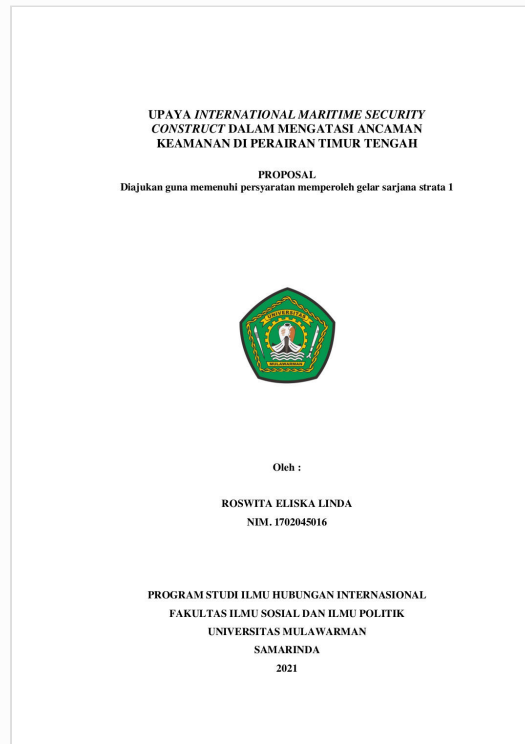 UPAYA INTERNATIONAL MARITIME SECURITY
CONSTRUCT DALAM MENGATASI ANCAMAN
KEAMANAN DI PERAIRAN TIMUR TENGAH
PROPOSAL
Diajukan guna memenuhi persyaratan memperoleh gelar sarjana strata 1
UNIVERSITAS
MULAWARMAN
Oleh :
ROSWITA ELISKA LINDA
NIM. 1702045016
PROGRAM STUDI ILMU HUBUNGAN INTERNASIONAL
FAKULTAS ILMU SOSIAL DAN ILMU POLITIK
UNIVERSITAS MULAWARMAN
SAMARINDA
2021